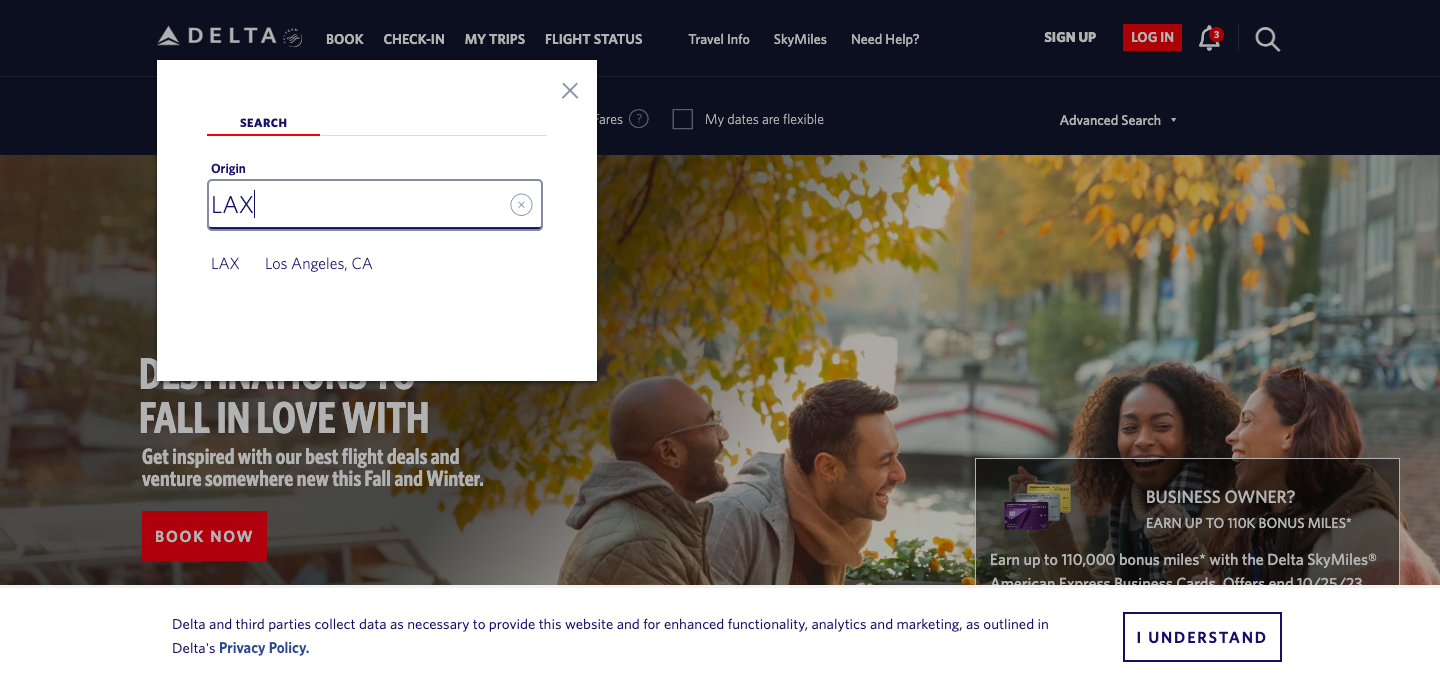 DELTA
BOOK
CHECK-IN
MY TRIPS
FLIGHT STATUS
Travel Info
SkyMiles
Need Help?
SIGN UP
LOG IN
3
Fares
?
My dates are flexible
Advanced Search
SEARCH
Origin
LAX
LAX Los Angeles, CA
DESTINATIONS TO
FALL IN LOVE WITH
Get inspired with our best flight deals and
venture somewhere new this Fall and Winter.
BOOK NOW
BUSINESS OWNER?
EARN UP TO 110K BONUS MILES*
Earn up to 110,000 bonus miles* with the Delta SkyMiles®
American Express Business Cards. Offers end 10/25/23.
Delta and third parties collect data as necessary to provide this website and for enhanced functionality, analytics and marketing, as outlined in
Delta's Privacy Policy.
I UNDERSTAND